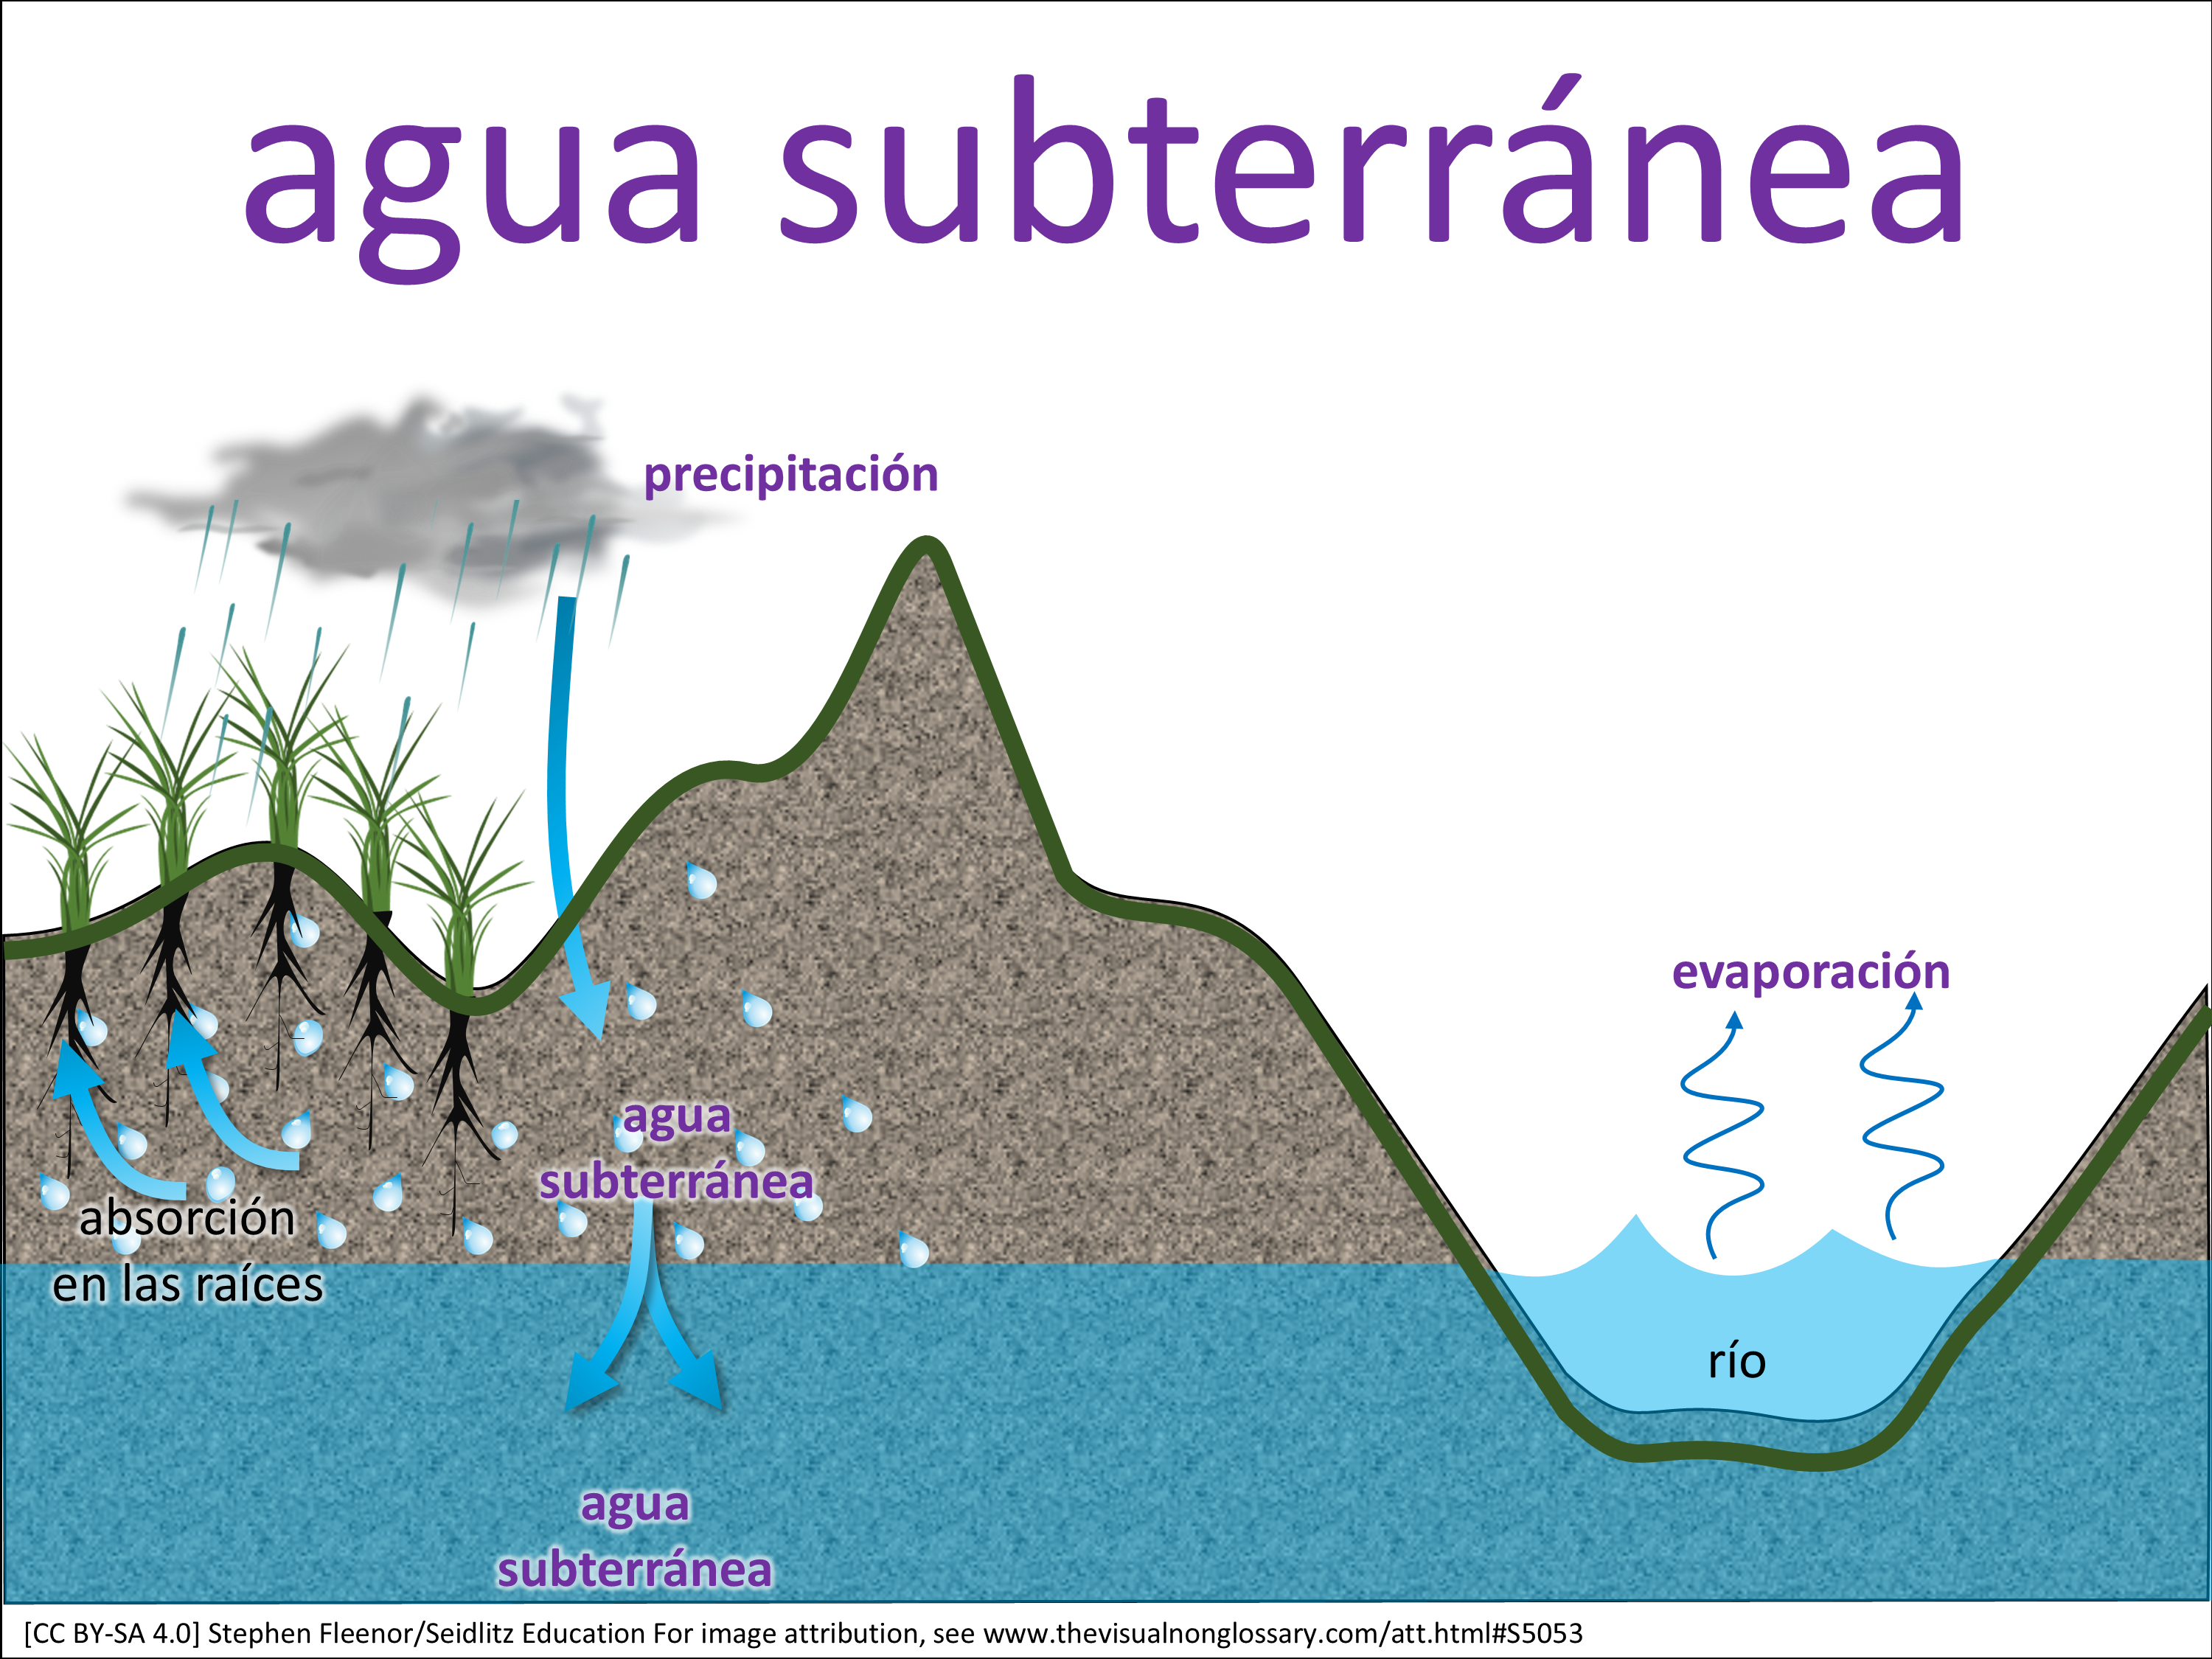 agua subterránea
precipitación
evaporación
agua
subterránea
absorción
en las raíces
río
agua
subterránea
[CC BY-SA 4.0] Stephen Fleenor/Seidlitz Education For image attribution, see www.thevisualnonglossary.com/att.html#S5053